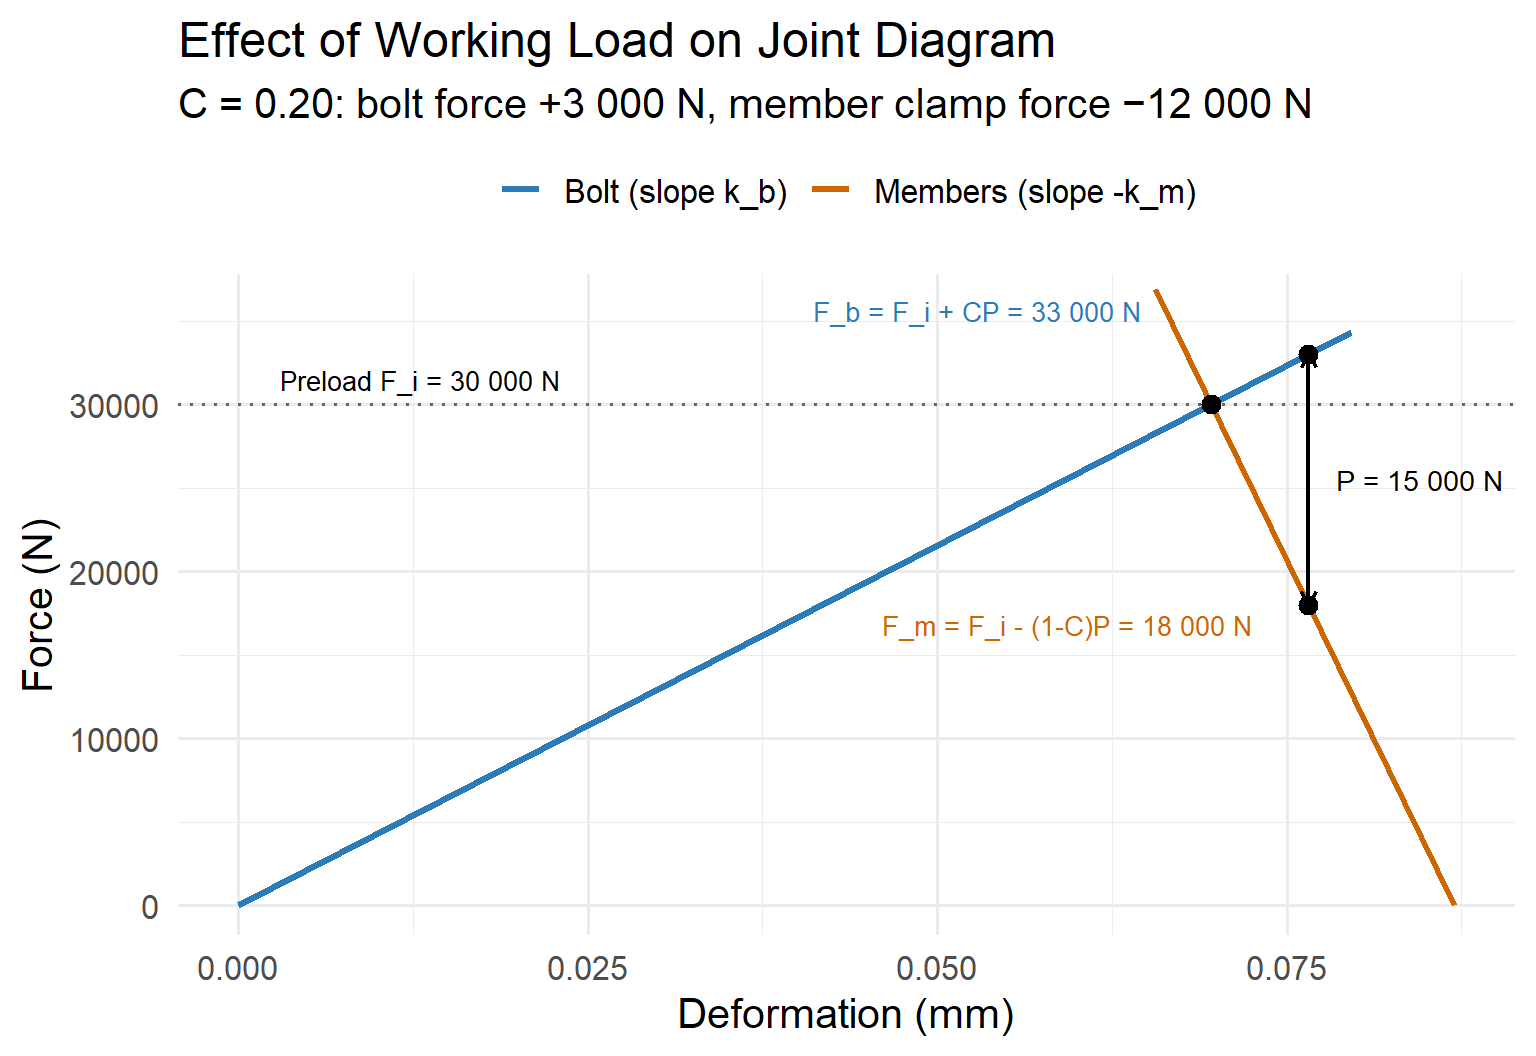 Effect of Working Load on Joint Diagram
C = 0.20: bolt force +3 000 N, member clamp force −12 000 N
Bolt (slope k_b)
Members (slope -k_m)
F_b = F_i + CP = 33 000 N
Preload F_i = 30 000 N
30000
P = 15 000 N
20000
F_m = F_i - (1-C)P = 18 000 N
10000
0
Force (N)
0.000 0.025 0.050 0.075
Deformation (mm)